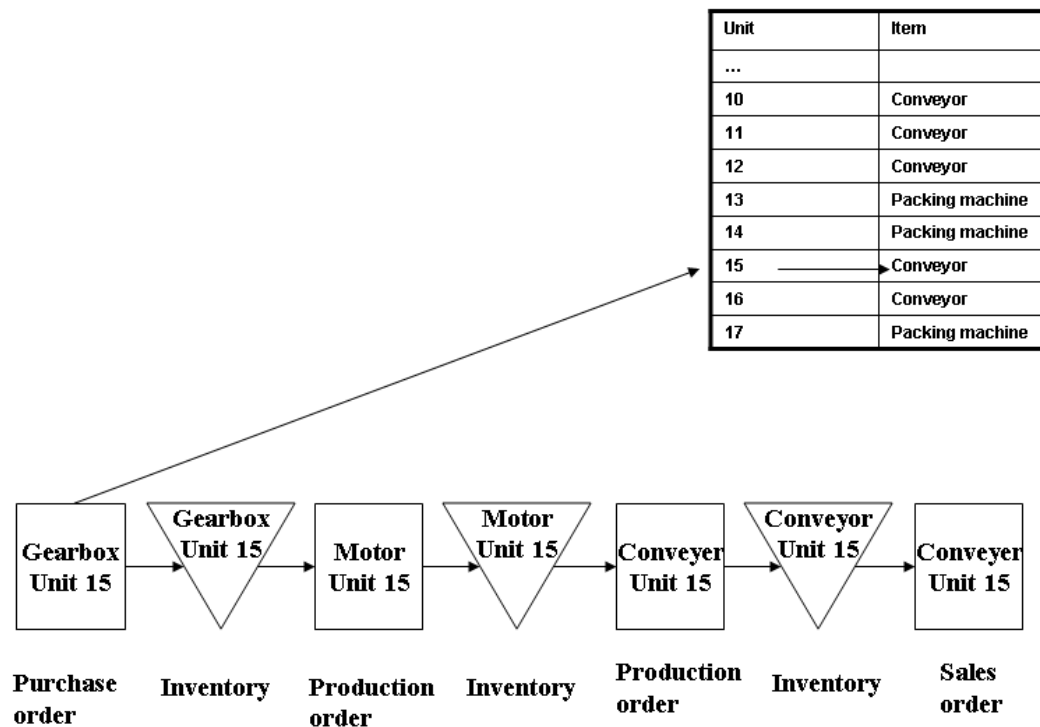 Unit Item
...
10 Conveyor
11 Conveyor
12 Conveyor
13 Packing machine
14 Packing machine
15 Conveyor
16 Conveyor
17 Packing machine
Gearbox
Unit 15
Gearbox
Unit 15
Motor
Unit 15
Motor
Unit 15
Conveyer
Unit 15
Conveyor
Unit 15
Conveyer
Unit 15
Purchase
order
Inventory
Production
order
Inventory
Production
order
Inventory
Sales
order